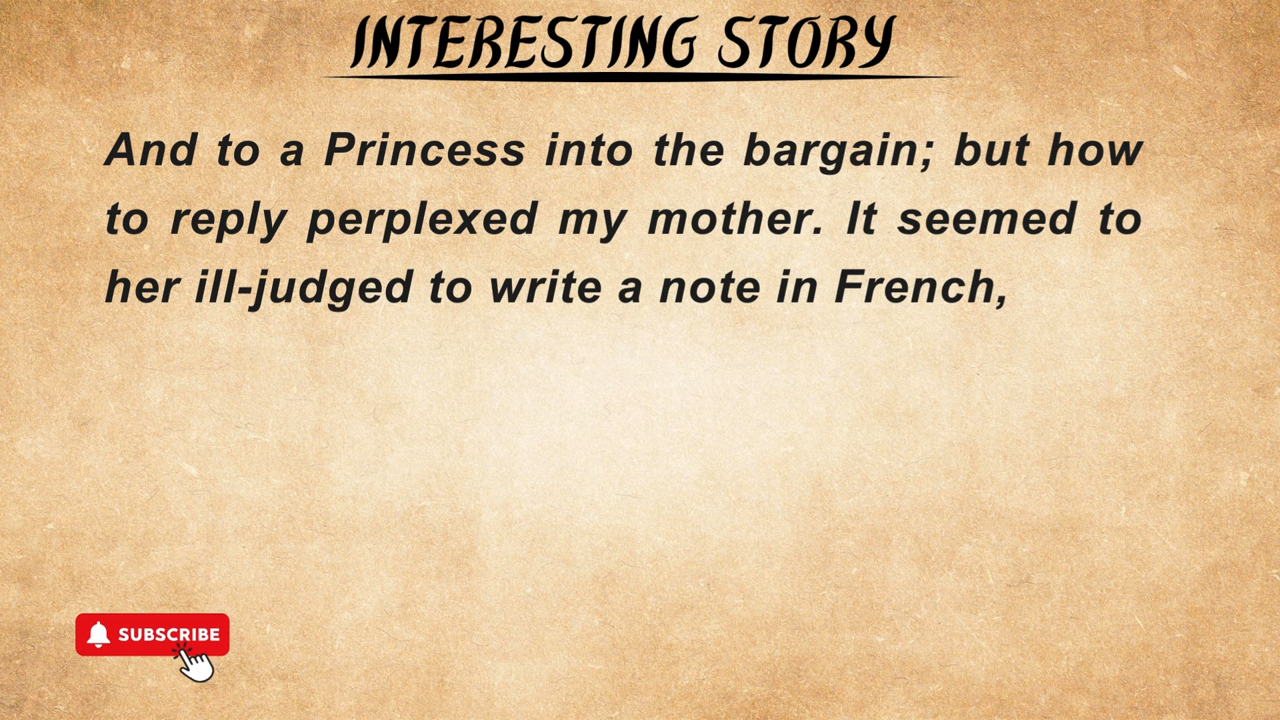 INTERESTING STORY
And to a Princess into the bargain; but how
to reply perplexed my mother. It seemed to
her ill-judged to write a note in French,
SUBSCRIBE